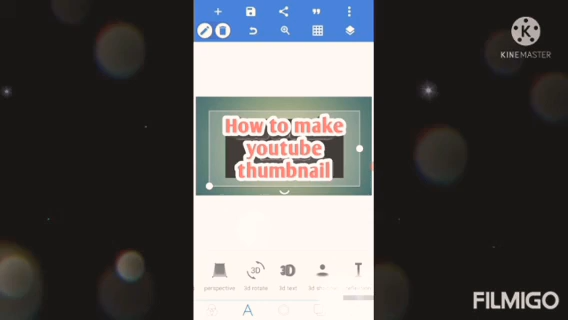 KINEMASTER
How to make
youtube
thumbnail
perspective
3d rotate
3d text
FILMIGO